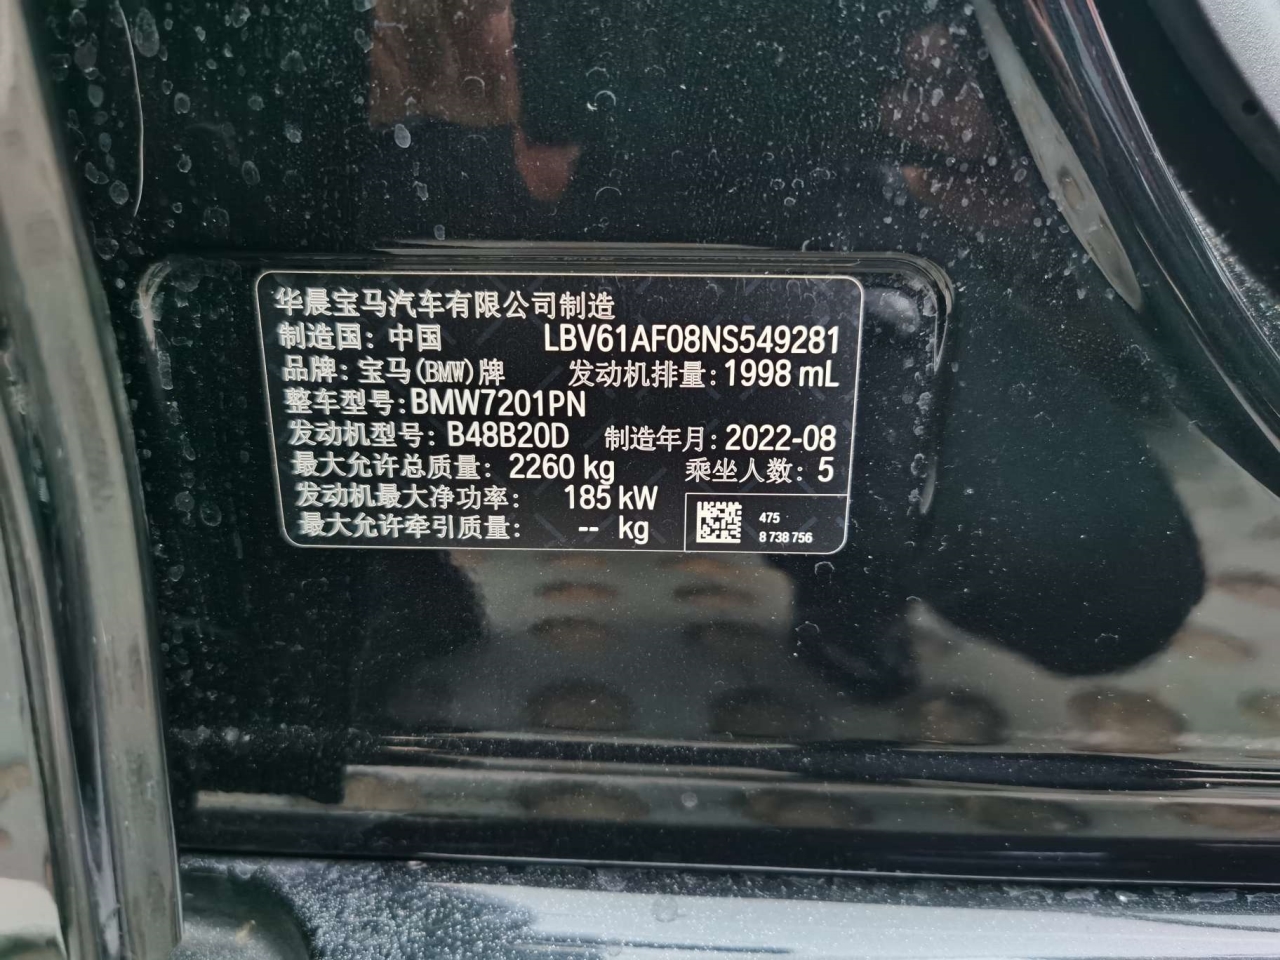 华晨宝马汽车有限公司制造
制造国: 中国 LBV61AF08NS549281
品牌: 宝马(BMW)牌 发动机排量: 1998 mL
整车型号: BMW7201PN
发动机型号: B48B20D 制造年月: 2022-08
最大允许总质量: 2260 kg 乘坐人数: 5
发动机最大净功率: 185 kW
最大允许牵引质量: -- kg
475
8 738 756